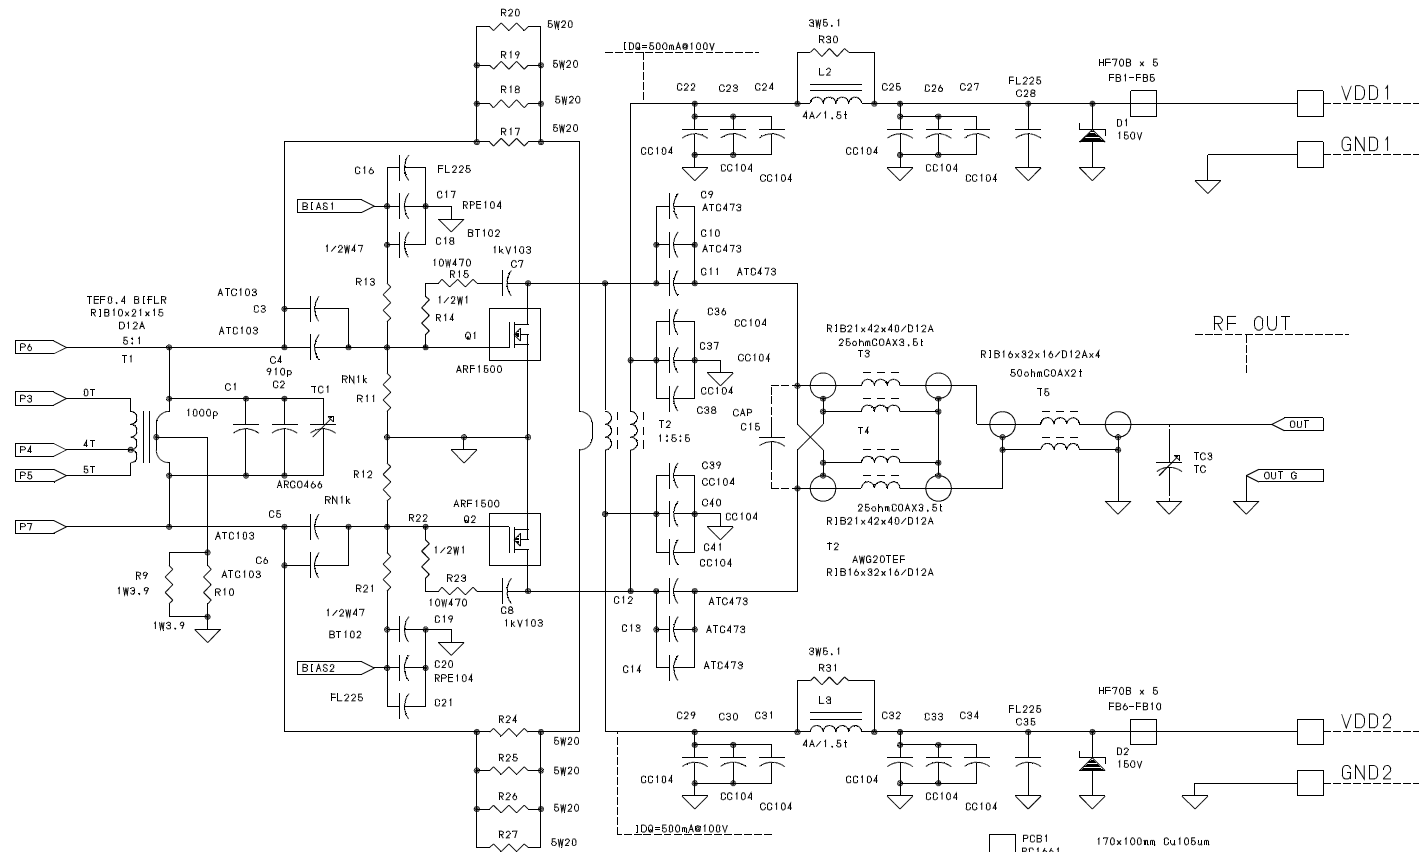 R20
5W20
R19
5W20
R18
5W20
R17
5W20
IDQ=500mA@100V
3W5.1
R30
L2
4A/1.5t
C22 C23 C24
CC104
CC104
CC104
C25 C26 C27
CC104
CC104
CC104
FL225
C28
HF70B x 5
FB1-FB5
D1
150V
VDD1
GND1
C16
FL225
C17
RPE104
BIAS1
C18
BT102
1/2W47
R13
1kV103
C7
10W470
R15
1/2W1
R14
C9
ATC473
C10
ATC473
C11
ATC473
ATC103
C3
ATC103
C4
910p
TEF0.4 BIFLR
RIB10x21x15
D12A
5:1
T1
P6
P3
0T
P4
4T
P5
5T
P7
1000p
C1
C2
TC1
ARCO466
Q1
ARF1500
RN1k
R11
R12
RN1k
C36
CC104
C37
CC104
CC104
C38
T2
1:5:5
CAP
C15
RIB21x42x40/D12A
25ohmCOAX3.5t
T3
T4
25ohmCOAX3.5t
RIB21x42x40/D12A
T2
AWG20TEF
RIB16x32x16/D12A
RF OUT
RIB16x32x16/D12Ax4
50ohmCOAX2t
T5
OUT
TC3
TC
OUT G
C39
CC104
C40
CC104
C41
CC104
ARF1500
Q2
R22
1/2W1
R23
10W470
C8
1kV103
C5
ATC103
C6
ATC103
R9
1W3.9
R10
1W3.9
R21
1/2W47
BT102
C19
BIAS2
C20
RPE104
FL225
C21
C12
ATC473
C13
ATC473
C14
ATC473
R24
5W20
R25
5W20
R26
5W20
R27
5W20
3W5.1
R31
L3
4A/1.5t
C29 C30 C31
CC104
CC104
CC104
C32 C33 C34
CC104
CC104
CC104
FL225
C35
HF70B x 5
FB6-FB10
D2
150V
VDD2
GND2
IDQ=500mA@100V
PCB1
170x100mm Cu105um
PC1661